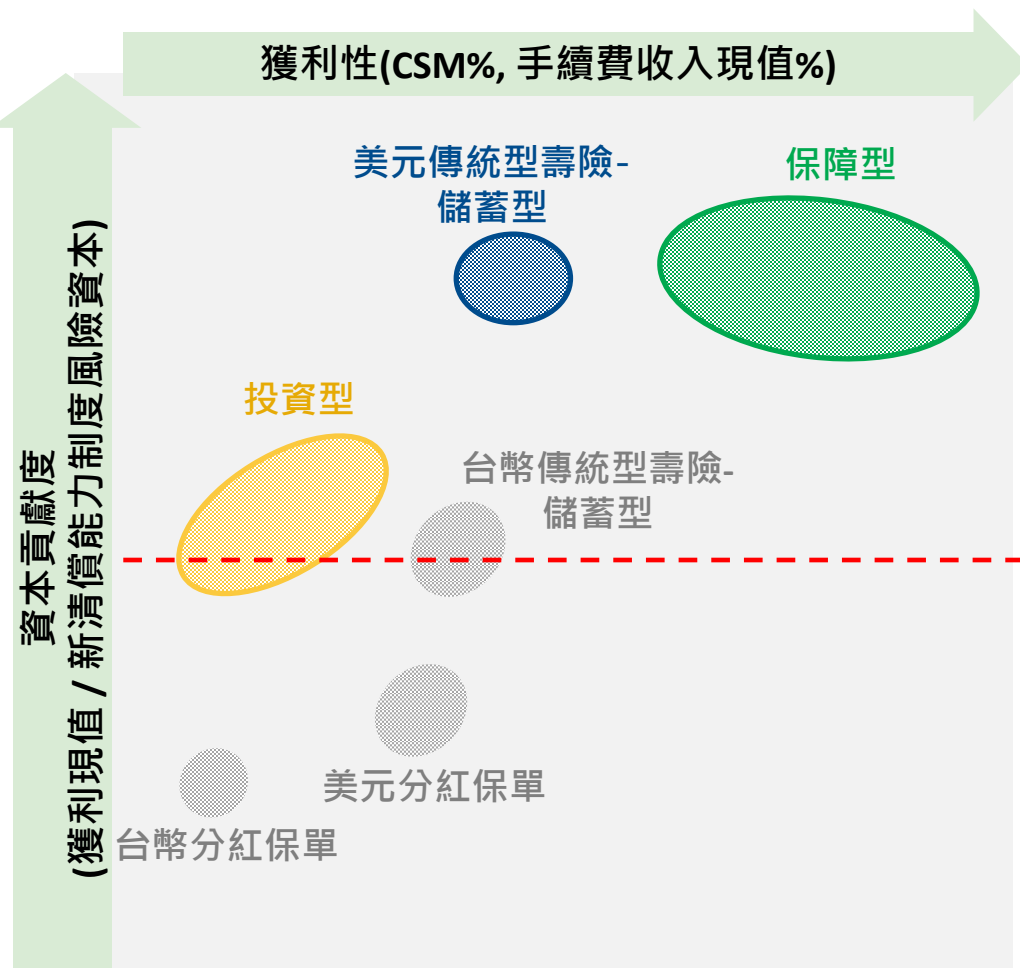 獲利性(CSM%, 手續費收入現值%)
資本貢獻度
(獲利現值 / 新清償能力制度風險資本)
美元傳統型壽險-
儲蓄型
保障型
投資型
台幣傳統型壽險-
儲蓄型
美元分紅保單
台幣分紅保單